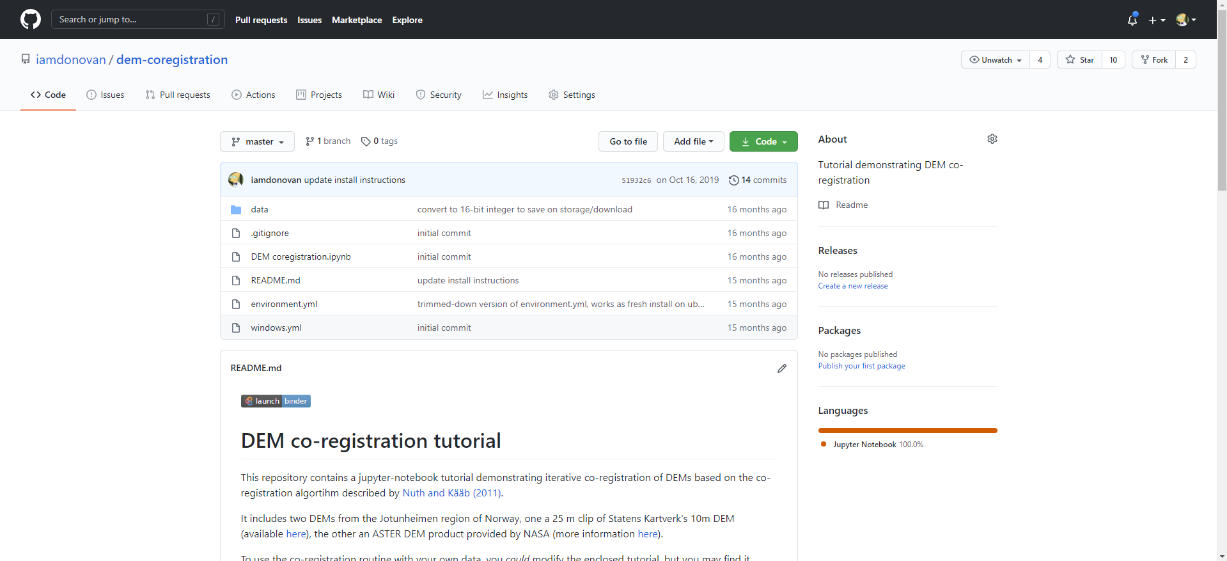 Search or jump to... /
Pull requests Issues Marketplace Explore
iamdonovan / dem-coregistration
Unwatch 4 Star 10 Fork 2
Code Issues Pull requests Actions Projects Wiki Security Insights Settings
master 1 branch 0 tags Go to file Add file Code
iamdonovan update install instructions 51932c6 on Oct 16, 2019 14 commits
data convert to 16-bit integer to save on storage/download 16 months ago
.gitignore initial commit 16 months ago
DEM coregistration.ipynb initial commit 16 months ago
README.md update install instructions 15 months ago
environment.yml trimmed-down version of environment.yml, works as fresh install on ub... 15 months ago
windows.yml initial commit 15 months ago
README.md
launch binder
DEM co-registration tutorial
This repository contains a jupyter-notebook tutorial demonstrating iterative co-registration of DEMs based on the co-
registration algortihm described by Nuth and Kääb (2011).
It includes two DEMs from the Jotunheimen region of Norway, one a 25 m clip of Statens Kartverk's 10m DEM
(available here), the other an ASTER DEM product provided by NASA (more information here).
To use the co-registration routine with your own data, you could modify the enclosed tutorial, but you may find it
About
Tutorial demonstrating DEM co-
registration
Readme
Releases
No releases published
Create a new release
Packages
No packages published
Publish your first package
Languages
Jupyter Notebook 100.0%